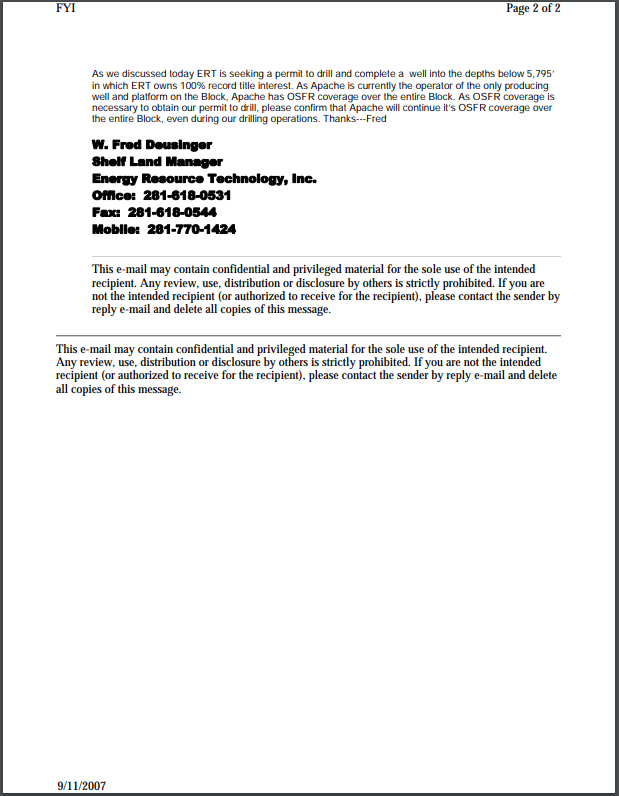 FYI Page 2 of 2
As we discussed today ERT is seeking a permit to drill and complete a  well into the depths below 5,795'
in which ERT owns 100% record title interest. As Apache is currently the operator of the only producing
well and platform on the Block, Apache has OSFR coverage over the entire Block. As OSFR coverage is
necessary to obtain our permit to drill, please confirm that Apache will continue it's OSFR coverage over
the entire Block, even during our drilling operations. Thanks---Fred
W. Fred Deusinger
Shelf Land Manager
Energy Resource Technology, Inc.
Office:  281-618-0531
Fax:  281-618-0544
Mobile:  281-770-1424
This e-mail may contain confidential and privileged material for the sole use of the intended
recipient. Any review, use, distribution or disclosure by others is strictly prohibited. If you are
not the intended recipient (or authorized to receive for the recipient), please contact the sender by
reply e-mail and delete all copies of this message.
This e-mail may contain confidential and privileged material for the sole use of the intended recipient.
Any review, use, distribution or disclosure by others is strictly prohibited. If you are not the intended
recipient (or authorized to receive for the recipient), please contact the sender by reply e-mail and delete
all copies of this message.
9/11/2007